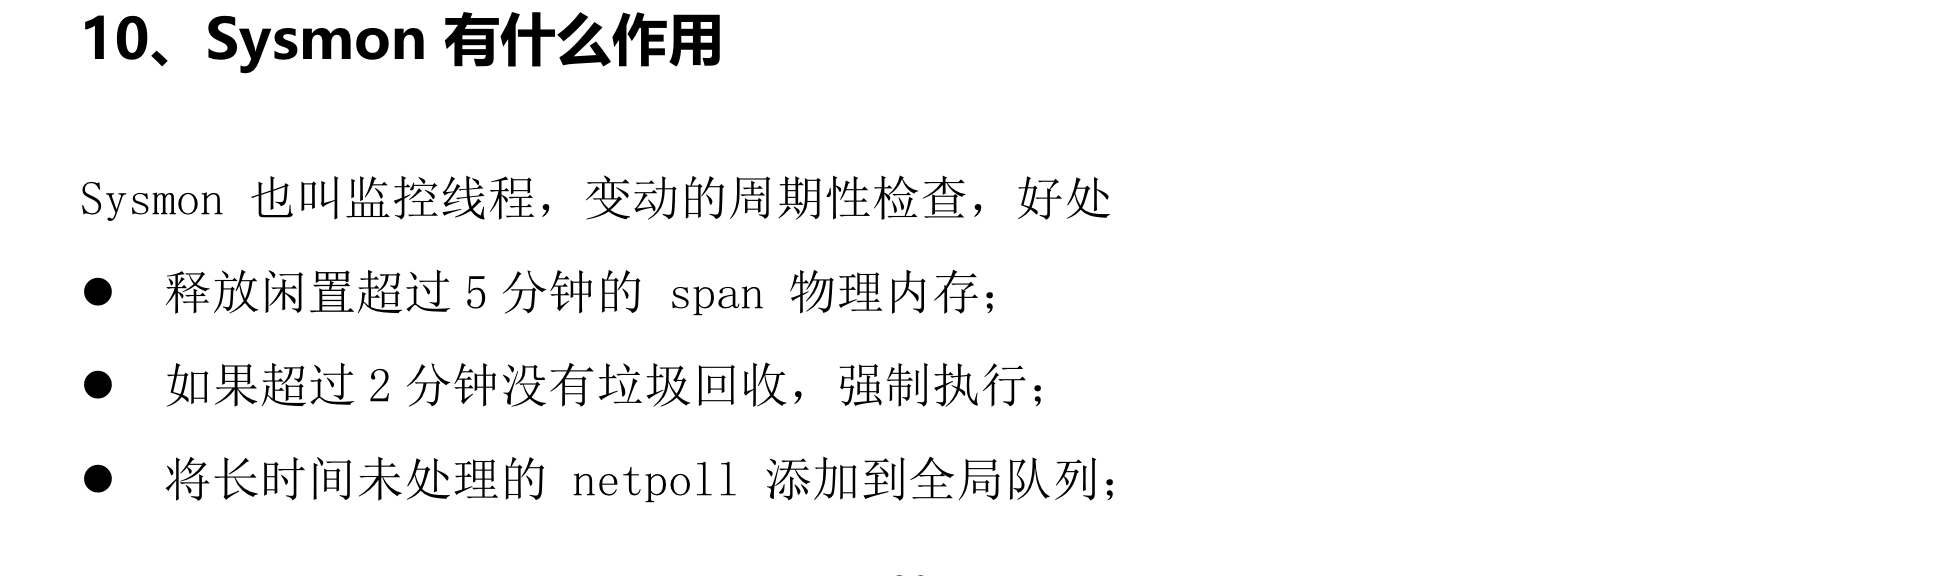 10、Sysmon 有什么作用
Sysmon 也叫监控线程，变动的周期性检查，好处
● 释放闲置超过 5 分钟的 span 物理内存；
● 如果超过 2 分钟没有垃圾回收，强制执行；
● 将长时间未处理的 netpoll 添加到全局队列；